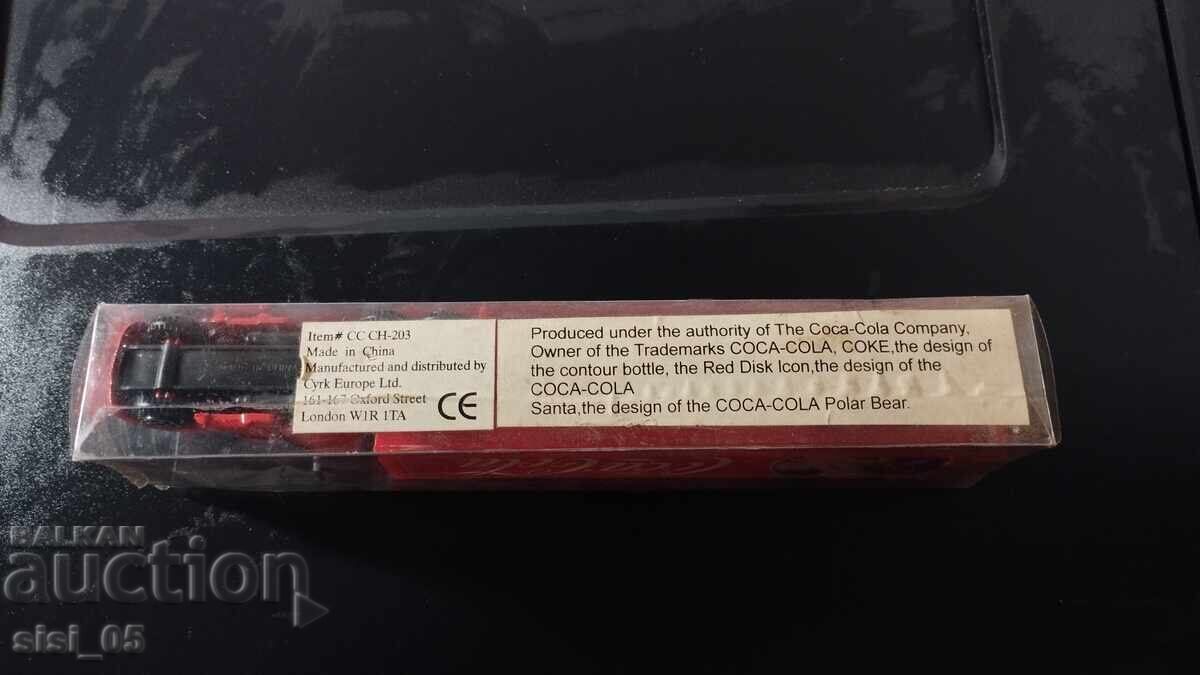 Item# CC CH-203
Made in China
Manufactured and distributed by
Cyrk Europe Ltd.
161-167 Oxford Street
London W1R 1TA
CE
Produced under the authority of The Coca-Cola Company,
Owner of the Trademarks COCA-COLA, COKE,the design of
the contour bottle, the Red Disk Icon,the design of the
COCA-COLA
Santa,the design of the COCA-COLA Polar Bear.
Coca-Cola
BALKAN
auction
sisi_05